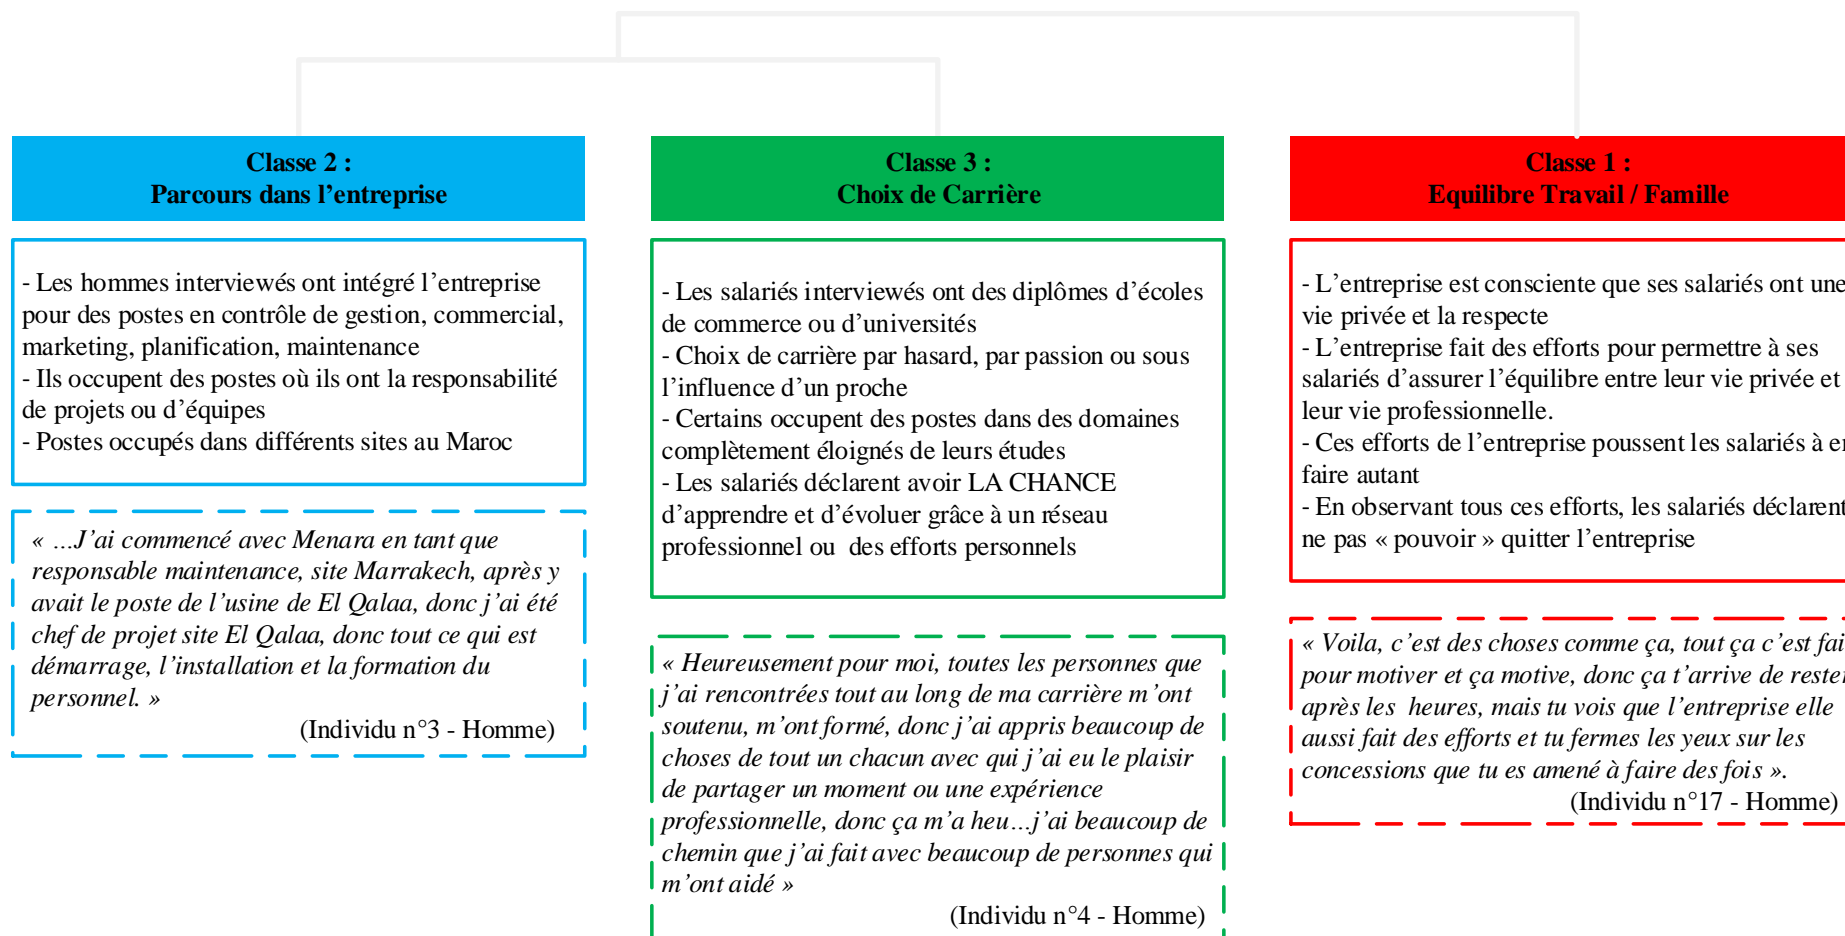 Classe 2 :
Parcours dans l’entreprise
- Les hommes interviewés ont intégré l’entreprise
pour des postes en contrôle de gestion, commercial,
marketing, planification, maintenance
- Ils occupent des postes où ils ont la responsabilité
de projets ou d’équipes
- Postes occupés dans différents sites au Maroc
« …J’ai commencé avec Menara en tant que
responsable maintenance, site Marrakech, après y
avait le poste de l’usine de El Qalaa, donc j’ai été
chef de projet site El Qalaa, donc tout ce qui est
démarrage, l’installation et la formation du
personnel. »
(Individu n°3 - Homme)
Classe 3 :
Choix de Carrière
- Les salariés interviewés ont des diplômes d’écoles
de commerce ou d’universités
- Choix de carrière par hasard, par passion ou sous
l’influence d’un proche
- Certains occupent des postes dans des domaines
complètement éloignés de leurs études
- Les salariés déclarent avoir LA CHANCE
d’apprendre et d’évoluer grâce à un réseau
professionnel ou des efforts personnels
« Heureusement pour moi, toutes les personnes que
j’ai rencontrées tout au long de ma carrière m’ont
soutenu, m’ont formé, donc j’ai appris beaucoup de
choses de tout un chacun avec qui j’ai eu le plaisir
de partager un moment ou une expérience
professionnelle, donc ça m’a heu…j’ai beaucoup de
chemin que j’ai fait avec beaucoup de personnes qui
m’ont aidé »
(Individu n°4 - Homme)
Classe 1 :
Equilibre Travail / Famille
- L’entreprise est consciente que ses salariés ont une
vie privée et la respecte
- L’entreprise fait des efforts pour permettre à ses
salariés d’assurer l’équilibre entre leur vie privée et
leur vie professionnelle.
- Ces efforts de l’entreprise poussent les salariés à
faire autant
- En observant tous ces efforts, les salariés déclarent
ne pas « pouvoir » quitter l’entreprise
« Voila, c’est des choses comme ça, tout ça c’est fai
pour motiver et ça motive, donc ça t’arrive de rester
après les heures, mais tu vois que l’entreprise elle
aussi fait des efforts et tu fermes les yeux sur les
concessions que tu es amené à faire des fois ».
(Individu n°17 - Homme)